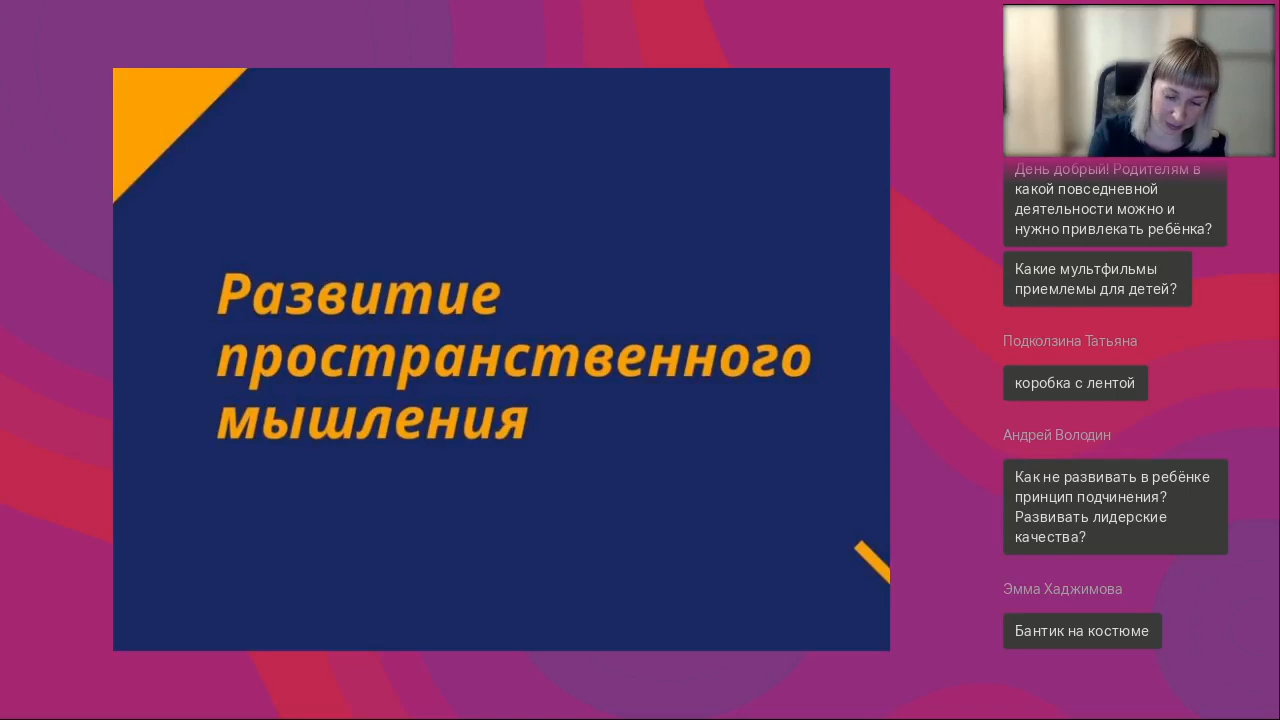 Развитие
пространственного
мышления
День добрый! Родителям в
какой повседневной
деятельности можно и
нужно привлекать ребёнка?
Какие мультфильмы
приемлемы для детей?
Подколзина Татьяна
коробка с лентой
Андрей Володин
Как не развивать в ребёнке
принцип подчинения?
Развивать лидерские
качества?
Эмма Хаджимова
Бантик на костюме